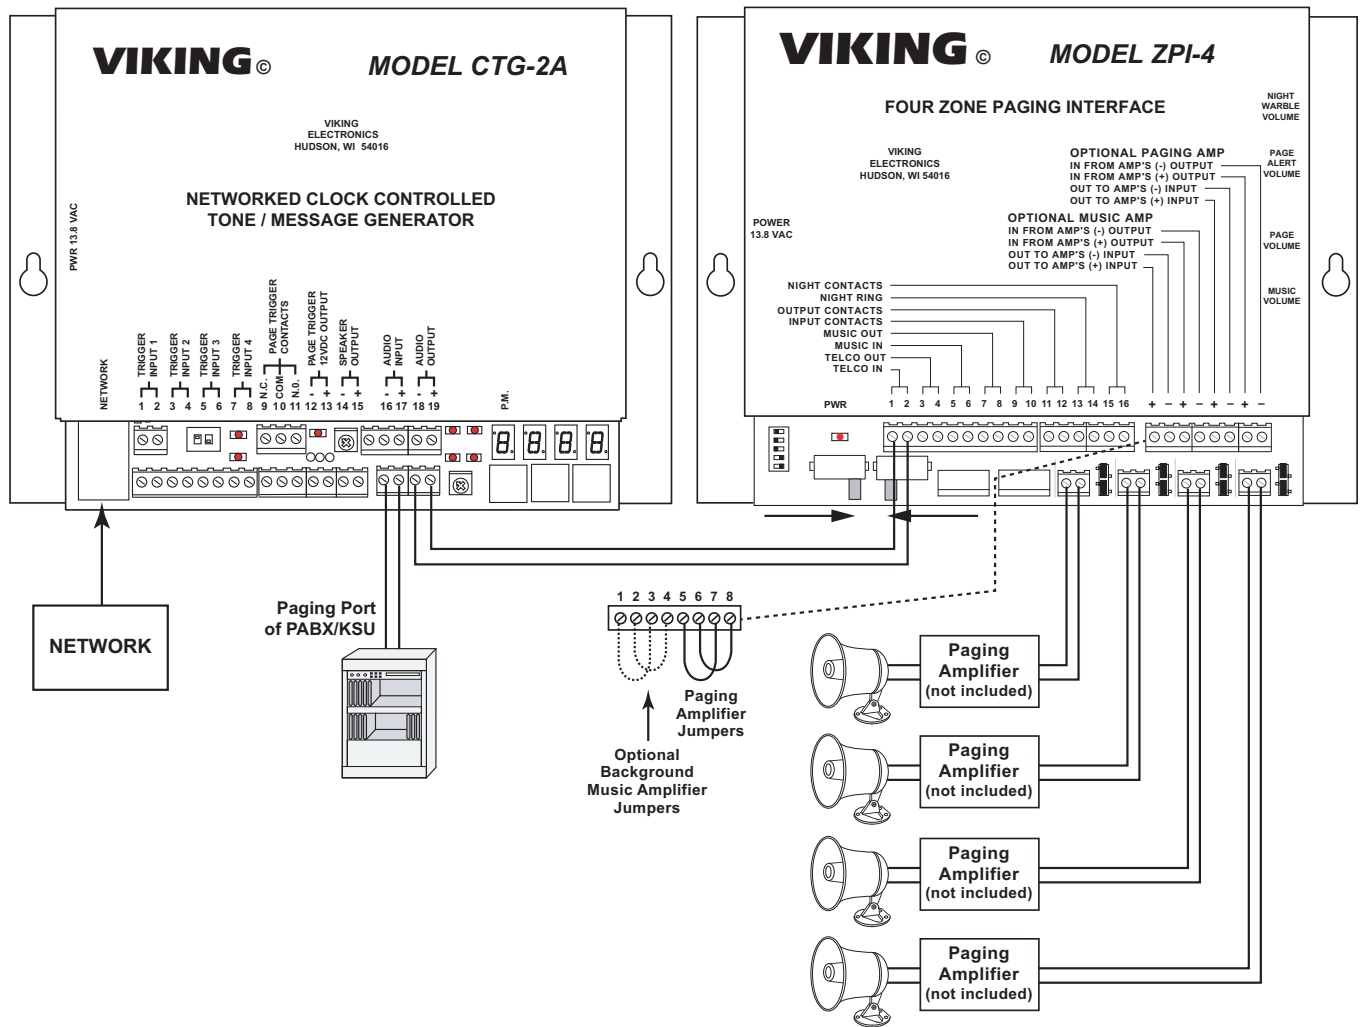 VIKING ©
MODEL CTG-2A
VIKING
ELECTRONICS
HUDSON, WI 54016
NETWORKED CLOCK CONTROLLED
TONE / MESSAGE GENERATOR
PWR 13.8 VAC
NETWORK
TRIGGER
INPUT 1
TRIGGER
INPUT 2
TRIGGER
INPUT 3
TRIGGER
INPUT 4
PAGE TRIGGER
CONTACTS
N.C.
COM
N.0.
PAGE TRIGGER
12VDC OUTPUT
- +
SPEAKER
OUTPUT
- +
AUDIO
INPUT
- +
AUDIO
OUTPUT
- +
P.M.
1 2 3 4 5 6 7 8 9 10 11 12 13 14 15 16 17 18 19
8 8 8 8
VIKING ©
MODEL ZPI-4
FOUR ZONE PAGING INTERFACE
VIKING
ELECTRONICS
HUDSON, WI 54016
NIGHT
WARBLE
VOLUME
PAGE
ALERT
VOLUME
PAGE
VOLUME
MUSIC
VOLUME
POWER
13.8 VAC
OPTIONAL PAGING AMP
IN FROM AMP'S (-) OUTPUT
IN FROM AMP'S (+) OUTPUT
OUT TO AMP'S (-) INPUT
OUT TO AMP'S (+) INPUT
OPTIONAL MUSIC AMP
IN FROM AMP'S (-) OUTPUT
IN FROM AMP'S (+) OUTPUT
OUT TO AMP'S (-) INPUT
OUT TO AMP'S (+) INPUT
NIGHT CONTACTS
NIGHT RING
OUTPUT CONTACTS
INPUT CONTACTS
MUSIC OUT
MUSIC IN
TELCO OUT
TELCO IN
PWR
1 2 3 4 5 6 7 8 9 10 11 12 13 14 15 16 + − + − + − + −
NETWORK
Paging Port
of PABX/KSU
1 2 3 4 5 6 7 8
Paging
Amplifier
Jumpers
Optional
Background
Music Amplifier
Jumpers
Paging
Amplifier
(not included)
Paging
Amplifier
(not included)
Paging
Amplifier
(not included)
Paging
Amplifier
(not included)